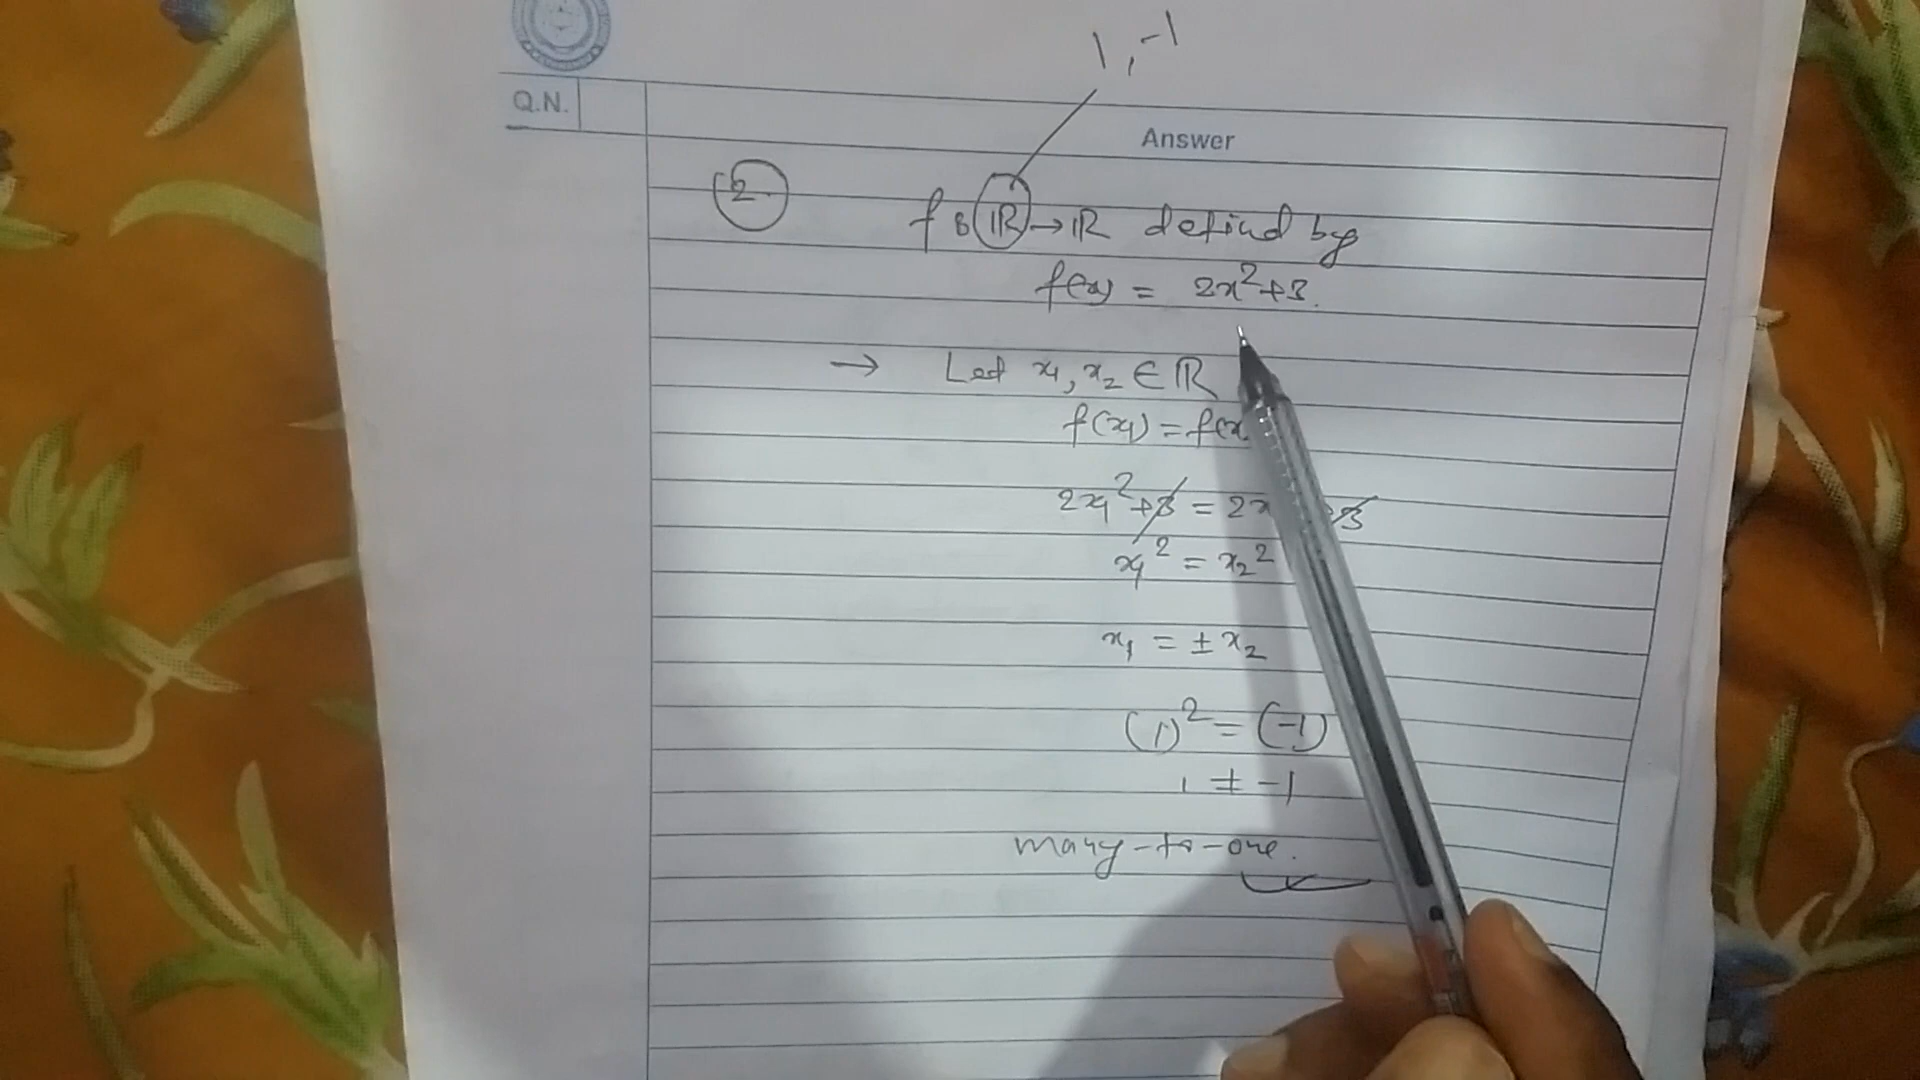 1, -1
Q.N.
Answer
(2.) f : ℝ → ℝ defind by
f(x) = 2x²+3.
→ Let x₁, x₂ ∈ ℝ
f(x₁) = f(x
2x₁²+3 = 2x +3
x₁² = x₂²
x₁ = ± x₂
(1)² = (-1)
1 ≠ -1
many-to-one.